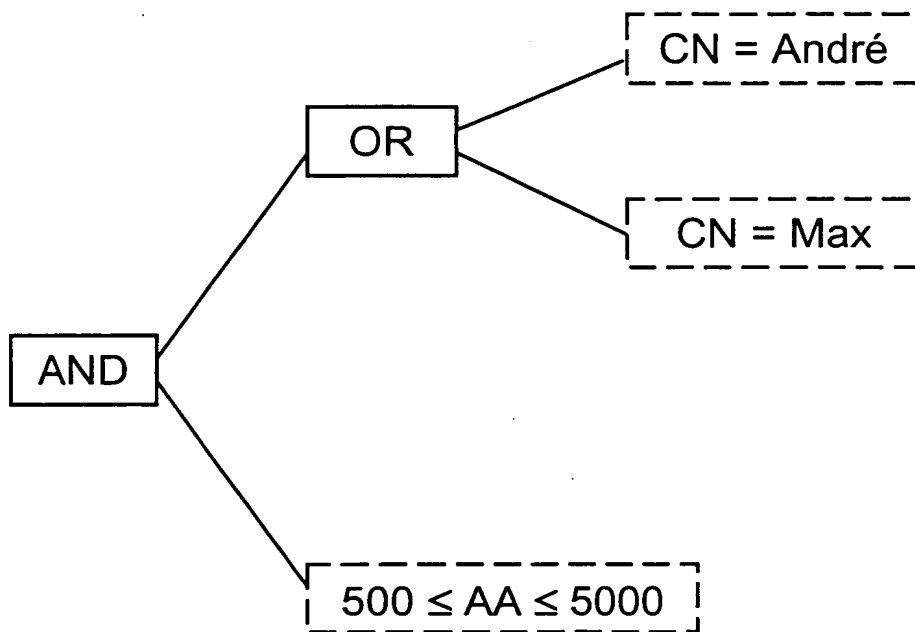 CN = André
OR
CN = Max
AND
500 ≤ AA ≤ 5000